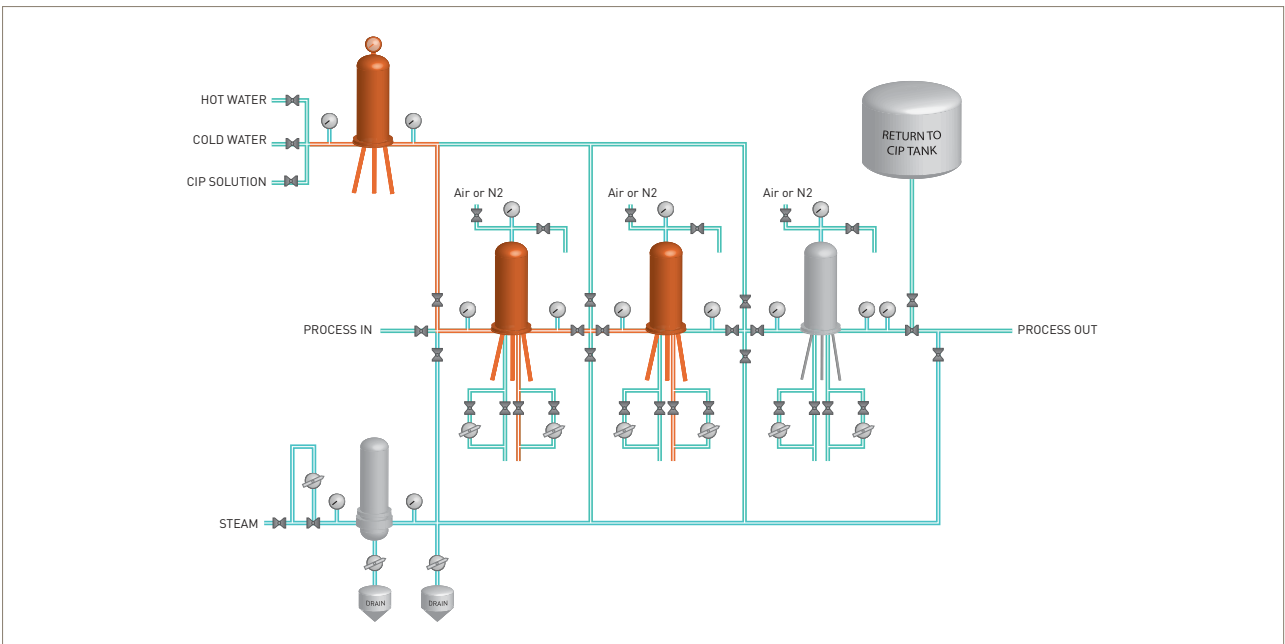 HOT WATER
COLD WATER
CIP SOLUTION
RETURN TO
CIP TANK
Air or N2
Air or N2
Air or N2
PROCESS IN
PROCESS OUT
STEAM
DRAIN
DRAIN